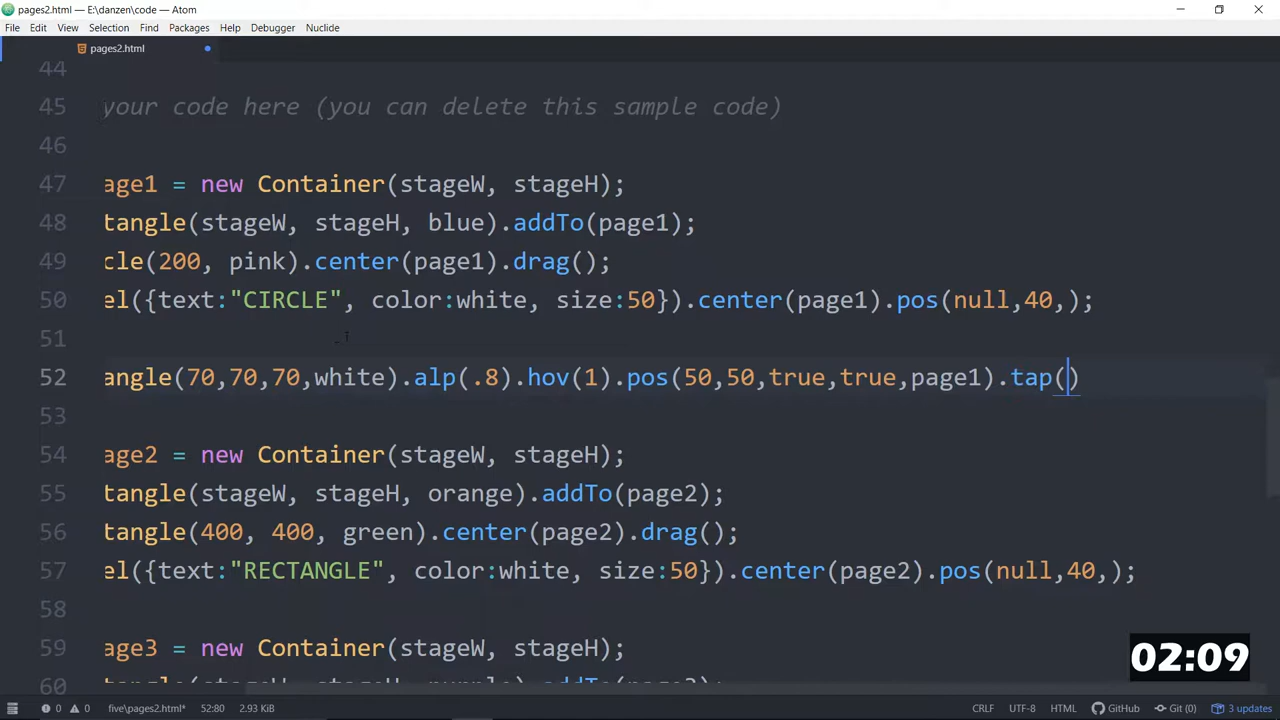 pages2.html — E:\danzen\code — Atom
File Edit View Selection Find Packages Help Debugger Nuclide
pages2.html
44
45 your code here (you can delete this sample code)
46
47 age1 = new Container(stageW, stageH);
48 tangle(stageW, stageH, blue).addTo(page1);
49 cle(200, pink).center(page1).drag();
50 el({text:"CIRCLE", color:white, size:50}).center(page1).pos(null,40,);
51
52 angle(70,70,70,white).alp(.8).hov(1).pos(50,50,true,true,page1).tap()
53
54 age2 = new Container(stageW, stageH);
55 tangle(stageW, stageH, orange).addTo(page2);
56 tangle(400, 400, green).center(page2).drag();
57 el({text:"RECTANGLE", color:white, size:50}).center(page2).pos(null,40,);
58
59 age3 = new Container(stageW, stageH);
60 tangle(stageW, stageH, purple).addTo(page3);
02:09
0 0 five\pages2.html* 52:80 2.93 KiB CRLF UTF-8 HTML GitHub Git (0) 3 updates